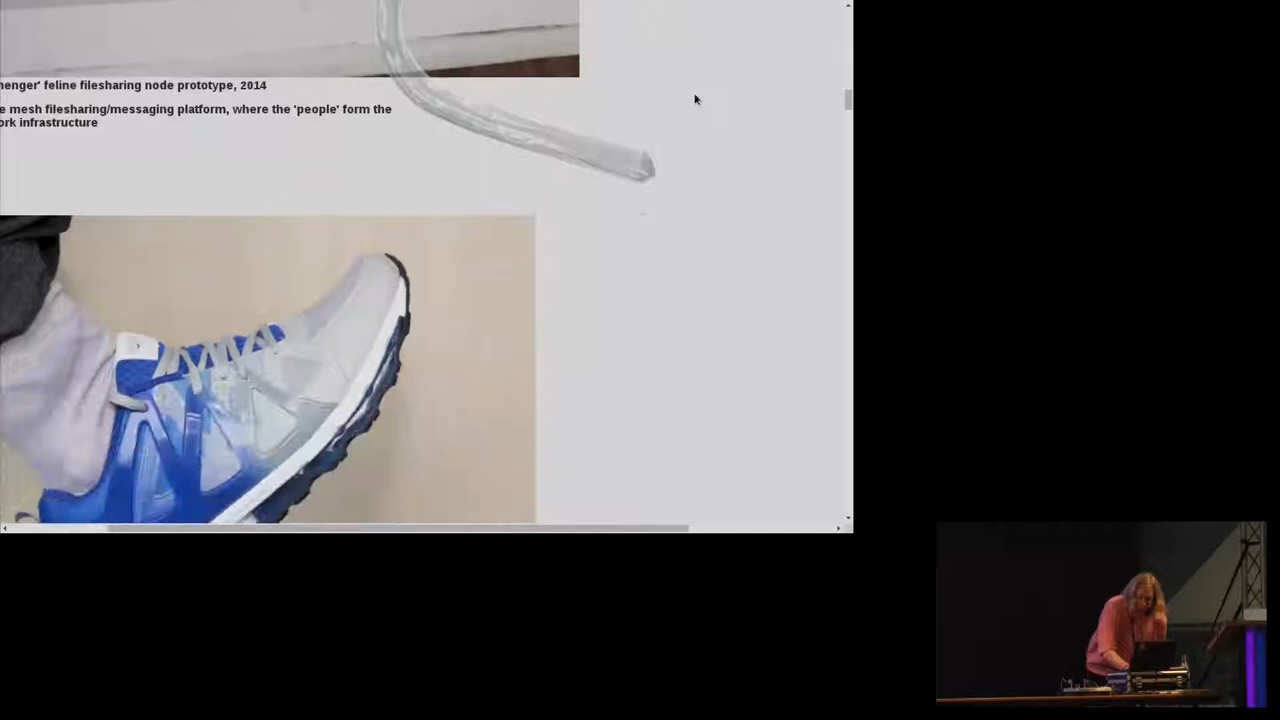 henger' feline filesharing node prototype, 2014
e mesh filesharing/messaging platform, where the 'people' form the
ork infrastructure